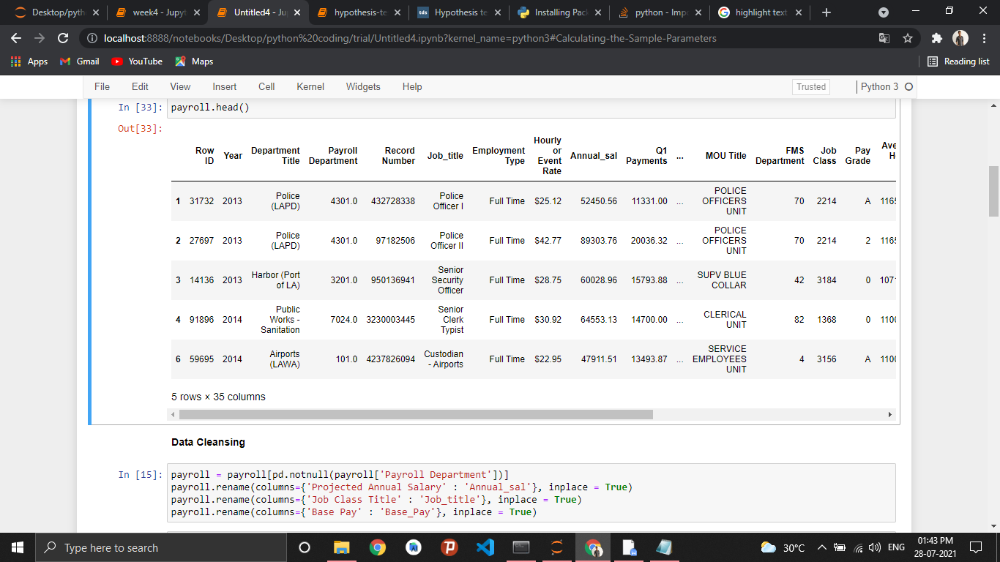 Desktop/pyth
week4 - Jupyt
Untitled4 - Ju
hypothesis-te
tds
Hypothesis te
Installing Pac
python - Imp
highlight text
localhost:8888/notebooks/Desktop/python%20coding/trial/Untitled4.ipynb?kernel_name=python3#Calculating-the-Sample-Parameters
Apps
Gmail
YouTube
Maps
Reading list
File Edit View Insert Cell Kernel Widgets Help
Trusted
Python 3
In [33]: payroll.head()
Out[33]:
Row ID Year Department Title Payroll Department Record Number Job_title Employment Type Hourly or Event Rate Annual_sal Q1 Payments ... MOU Title FMS Department Job Class Pay Grade Ave H
1 31732 2013 Police (LAPD) 4301.0 432728338 Police Officer I Full Time $25.12 52450.56 11331.00 ... POLICE OFFICERS UNIT 70 2214 A 1165
2 27697 2013 Police (LAPD) 4301.0 97182506 Police Officer II Full Time $42.77 89303.76 20036.32 ... POLICE OFFICERS UNIT 70 2214 2 1165
3 14136 2013 Harbor (Port of LA) 3201.0 950136941 Senior Security Officer Full Time $28.75 60028.96 15793.88 ... SUPV BLUE COLLAR 42 3184 0 1071
4 91896 2014 Public Works - Sanitation 7024.0 3230003445 Senior Clerk Typist Full Time $30.92 64553.13 14700.00 ... CLERICAL UNIT 82 1368 0 1100
6 59695 2014 Airports (LAWA) 101.0 4237826094 Custodian - Airports Full Time $22.95 47911.51 13493.87 ... SERVICE EMPLOYEES UNIT 4 3156 A 1100
5 rows × 35 columns
Data Cleansing
In [15]: payroll = payroll[pd.notnull(payroll['Payroll Department'])]
payroll.rename(columns={'Projected Annual Salary' : 'Annual_sal'}, inplace = True)
payroll.rename(columns={'Job Class Title' : 'Job_title'}, inplace = True)
payroll.rename(columns={'Base Pay' : 'Base_Pay'}, inplace = True)
Type here to search
30°C
ENG
01:43 PM
28-07-2021